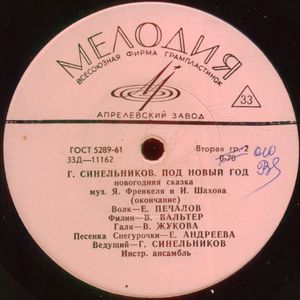 МЕЛОДИЯ
ВСЕСОЮЗНАЯ ФИРМА ГРАМПЛАСТИНОК
33
АПРЕЛЕВСКИЙ ЗАВОД
ГОСТ 5289-61
Вторая гр.-2
33Д—11162
0-70
Г. СИНЕЛЬНИКОВ. ПОД НОВЫЙ ГОД
новогодняя сказка
муз. Я. Френкеля и И. Шахова
(окончание)
Волк—Е. ПЕЧАЛОВ
Филин—В. ВАЛЬТЕР
Галя—В. ЖУКОВА
Песенка Снегурочки—Е. АНДРЕЕВА
Ведущий—Г. СИНЕЛЬНИКОВ
Инстр. ансамбль